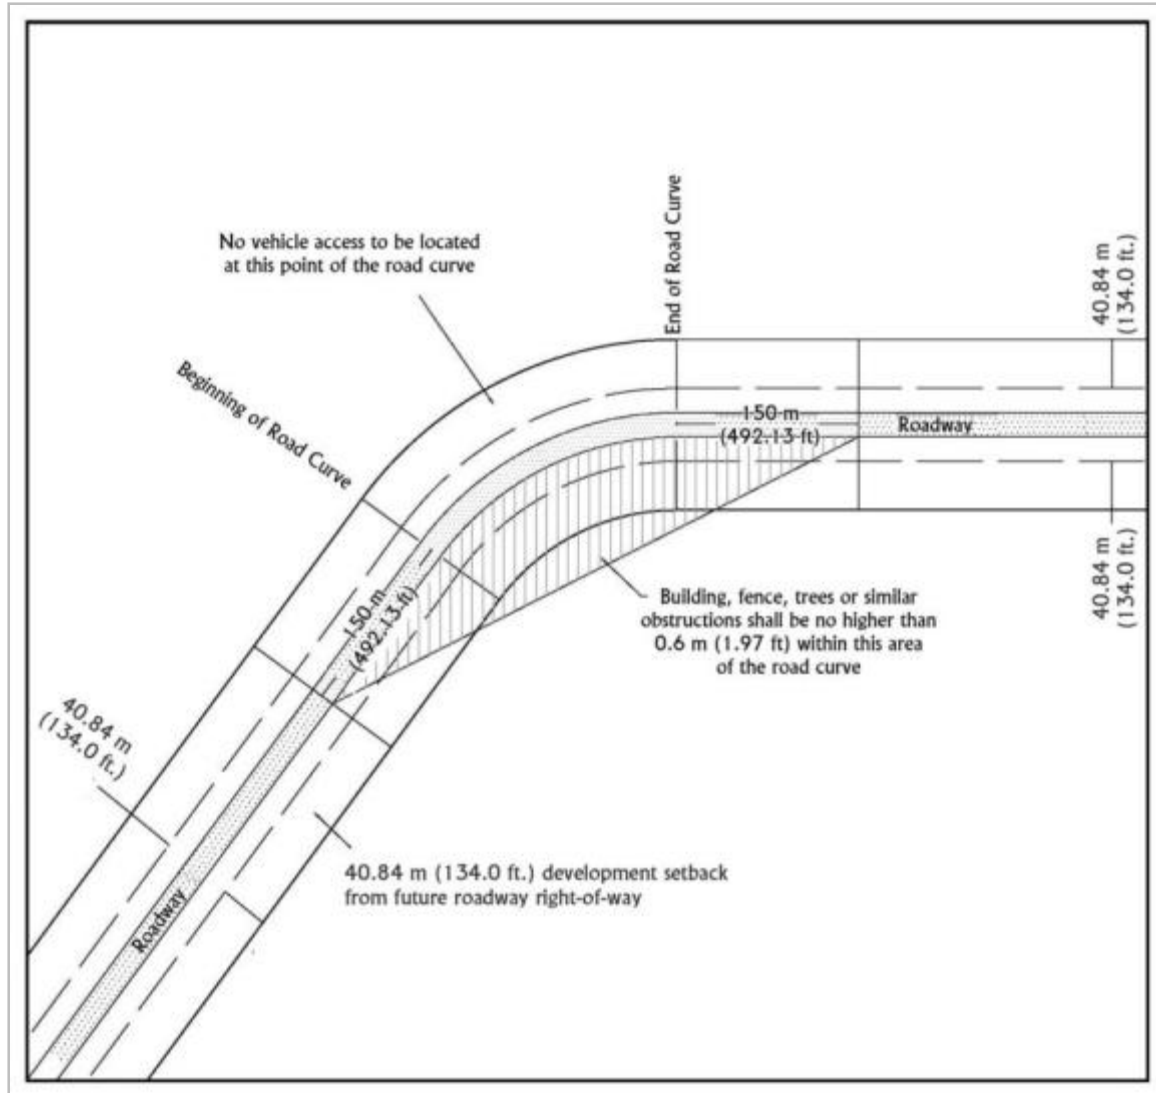 End of Road Curve
No vehicle access to be located
at this point of the road curve
40.84 m
(134.0 ft.)
Beginning of Road Curve
150 m
(492.13 ft)
Roadway
40.84 m
(134.0 ft.)
150 m
(492.13 ft)
Building, fence, trees or similar
obstructions shall be no higher than
0.6 m (1.97 ft) within this area
of the road curve
40.84 m
(134.0 ft.)
40.84 m (134.0 ft.) development setback
from future roadway right-of-way
Roadway